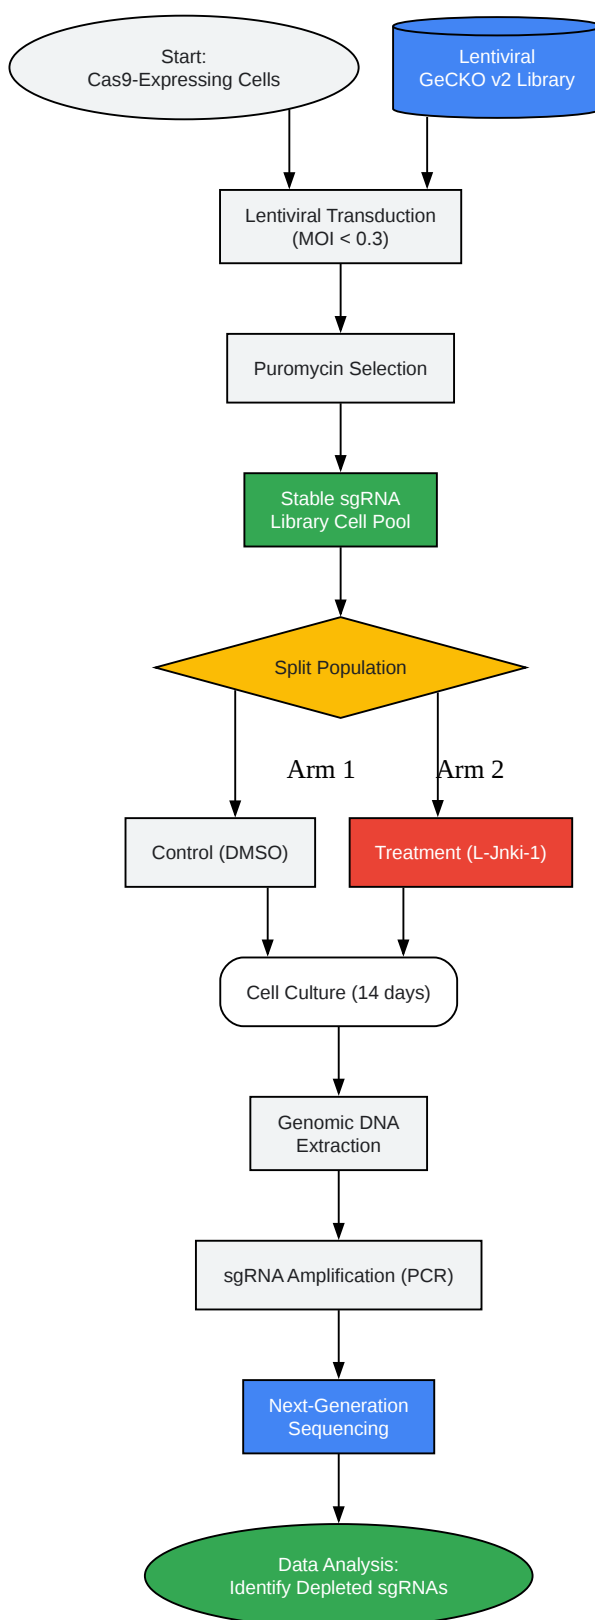 Start:
Cas9-Expressing Cells
Lentiviral
GeCKO v2 Library
Lentiviral Transduction
(MOI < 0.3)
Puromycin Selection
Stable sgRNA
Library Cell Pool
Split Population
Arm 1
Arm 2
Control (DMSO)
Treatment (L-Jnki-1)
Cell Culture (14 days)
Genomic DNA
Extraction
sgRNA Amplification (PCR)
Next-Generation
Sequencing
Data Analysis:
Identify Depleted sgRNAs